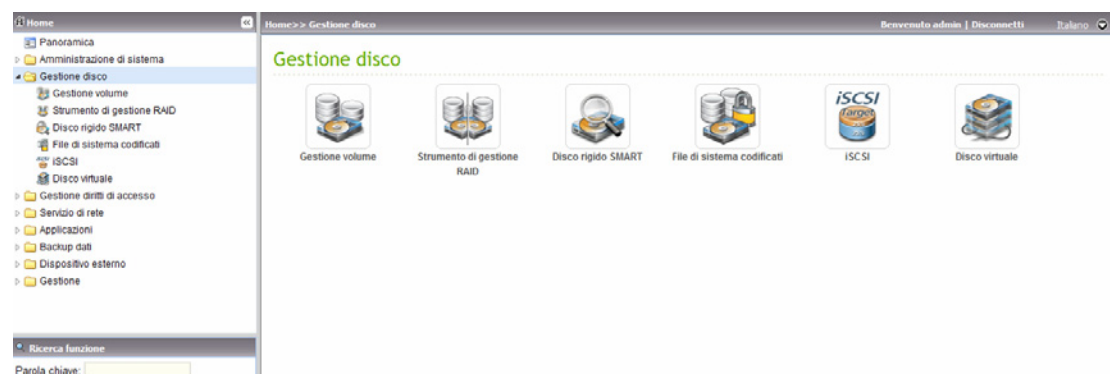 Home
Home>> Gestione disco
Benvenuto admin | Disconnetti
Italiano
Panoramica
Amministrazione di sistema
Gestione disco
Gestione volume
Strumento di gestione RAID
Disco rigido SMART
File di sistema codificati
iSCSI
Disco virtuale
Gestione diritti di accesso
Servizio di rete
Applicazioni
Backup dati
Dispositivo esterno
Gestione
Ricerca funzione
Parola chiave:
Gestione disco
iSCSI
Target
Gestione volume
Strumento di gestione
RAID
Disco rigido SMART
File di sistema codificati
iSCSI
Disco virtuale